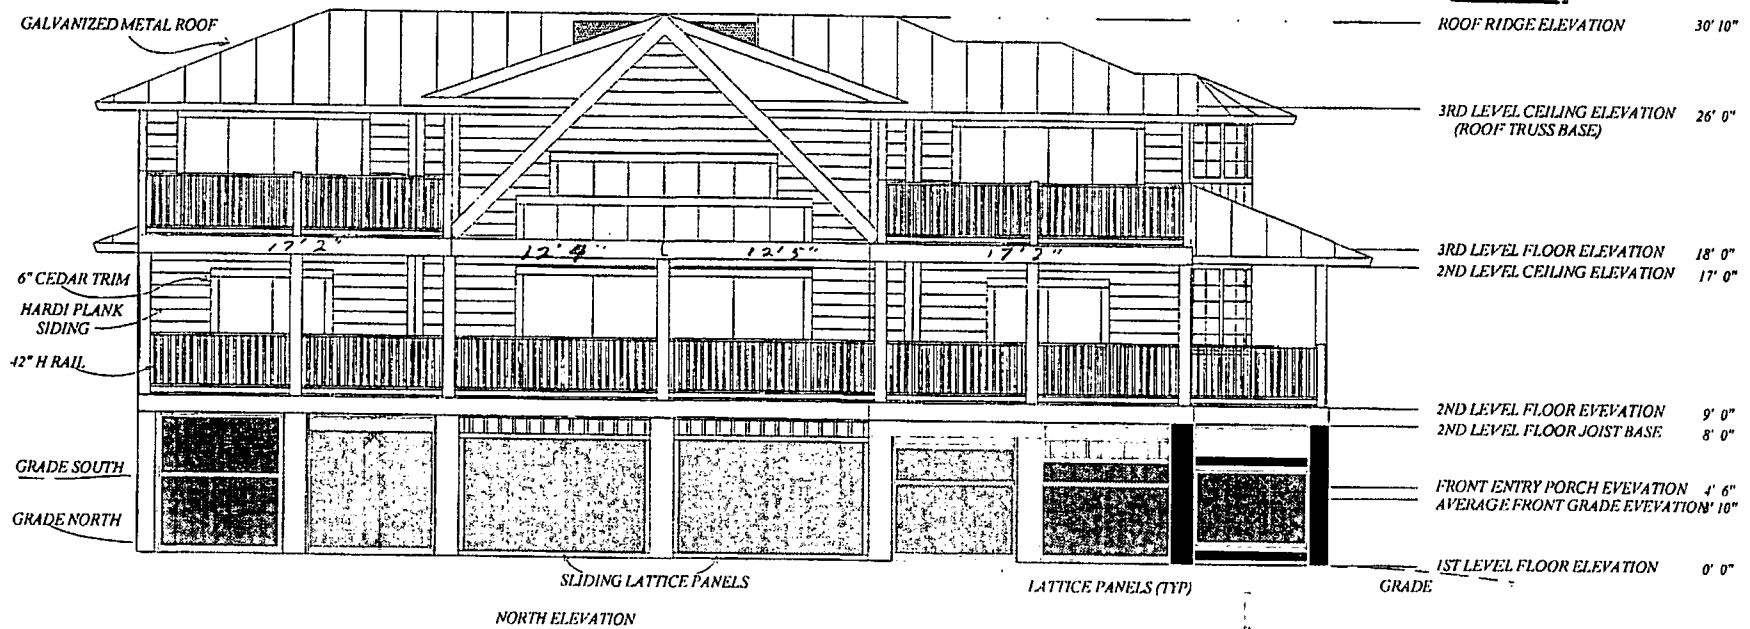 GALVANIZED METAL ROOF
ROOF RIDGE ELEVATION 30' 10"
3RD LEVEL CEILING ELEVATION 26' 0"
(ROOF TRUSS BASE)
17' 2" 12' 4" 12' 5" 17' 2"
3RD LEVEL FLOOR ELEVATION 18' 0"
2ND LEVEL CEILING ELEVATION 17' 0"
6" CEDAR TRIM
HARDI PLANK
SIDING
42" H RAIL
2ND LEVEL FLOOR EVEVATION 9' 0"
2ND LEVEL FLOOR JOIST BASE 8' 0"
GRADE SOUTH
FRONT ENTRY PORCH EVEVATION 4' 6"
AVERAGE FRONT GRADE EVEVATION 10"
GRADE NORTH
1ST LEVEL FLOOR ELEVATION 0' 0"
SLIDING LATTICE PANELS
LATTICE PANELS (TYP)
GRADE
NORTH ELEVATION